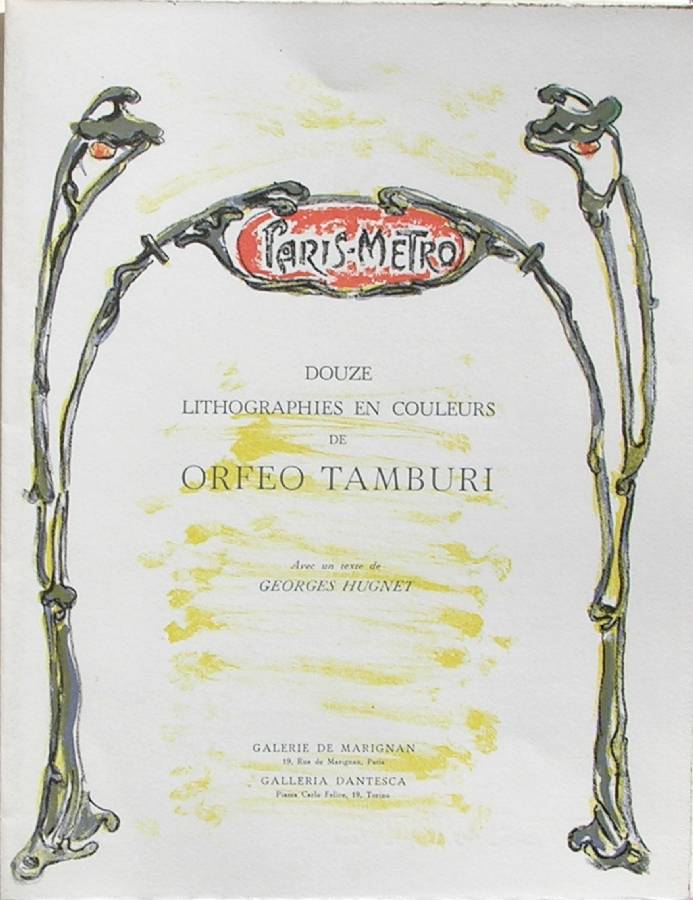 PARIS-METRO
DOUZE
LITHOGRAPHIES EN COULEURS
DE
ORFEO TAMBURI
Avec un texte de
GEORGES HUGNET
GALERIE DE MARIGNAN
19, Rue de Marignan, Paris
GALLERIA DANTESCA
Piazza Carlo Felice, 19, Torino